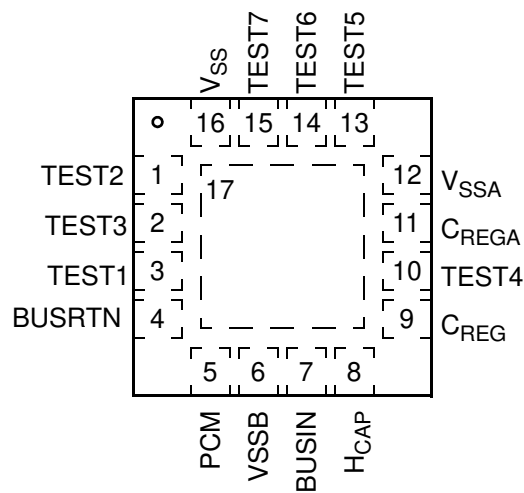 VSS
TEST7
TEST6
TEST5
16
15
14
13
TEST2
1
17
12
VSSA
TEST3
2
11
CREGA
TEST1
3
10
TEST4
BUSRTN
4
9
CREG
5
6
7
8
PCM
VSSB
BUSIN
HCAP